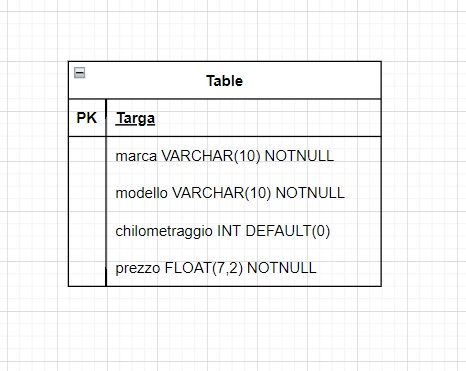 Table
PK Targa
marca VARCHAR(10) NOTNULL
modello VARCHAR(10) NOTNULL
chilometraggio INT DEFAULT(0)
prezzo FLOAT(7,2) NOTNULL